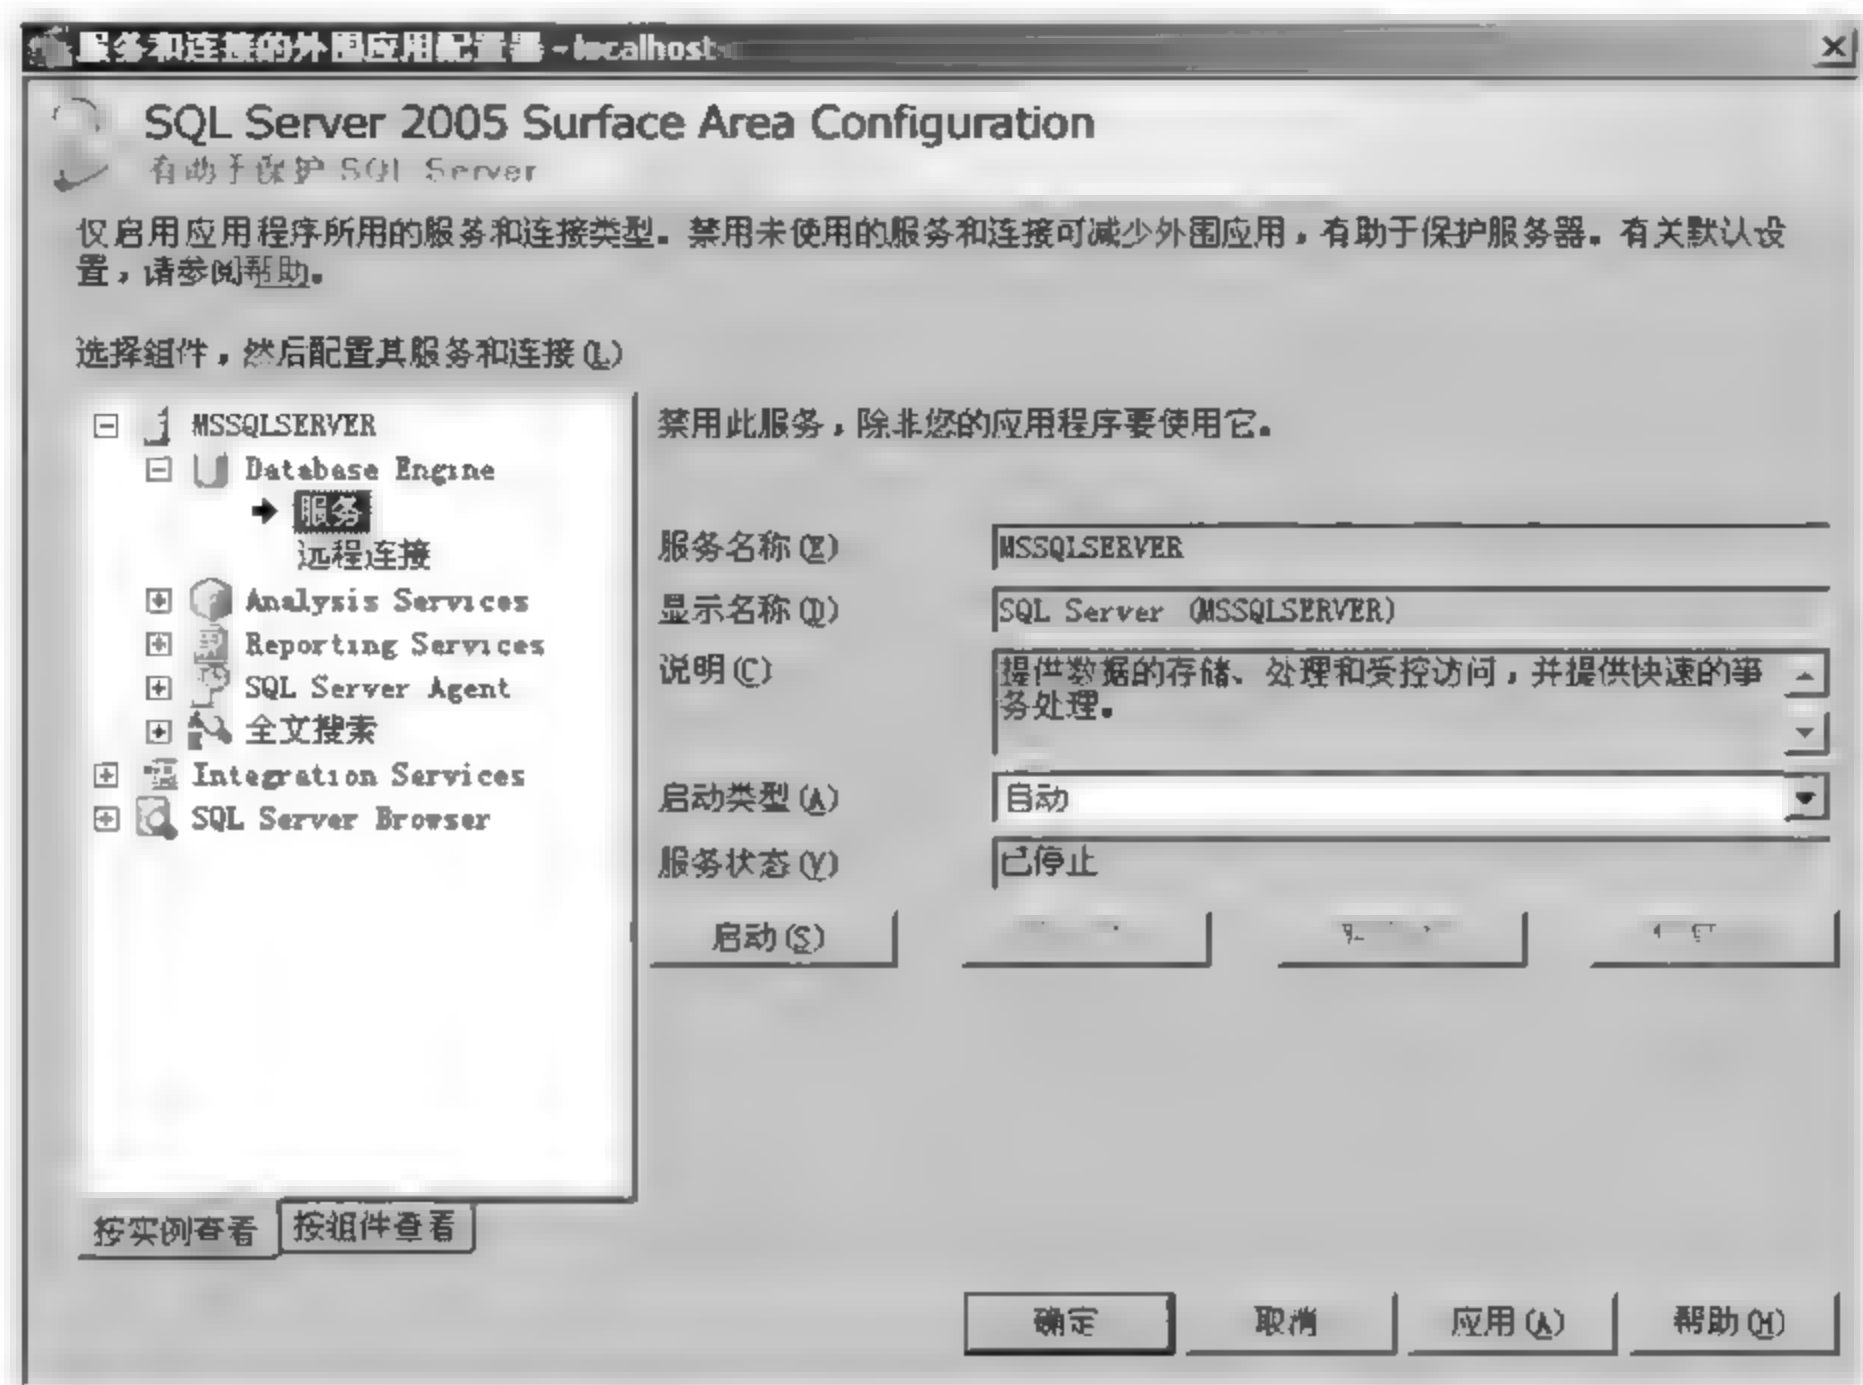 服务和连接的外围应用配置器 - localhost
SQL Server 2005 Surface Area Configuration
有助于保护 SQL Server
仅启用应用程序所用的服务和连接类型。禁用未使用的服务和连接可减少外围应用，有助于保护服务器。有关默认设
置，请参阅帮助。
选择组件，然后配置其服务和连接(L)
MSSQLSERVER
Database Engine
服务
远程连接
Analysis Services
Reporting Services
SQL Server Agent
全文搜索
Integration Services
SQL Server Browser
按实例查看
按组件查看
禁用此服务，除非您的应用程序要使用它。
服务名称(E) MSSQLSERVER
显示名称(D) SQL Server (MSSQLSERVER)
说明(C) 提供数据的存储、处理和受控访问，并提供快速的事
务处理。
启动类型(A) 自动
服务状态(V) 已停止
启动(S)
确定 取消 应用(A) 帮助(H)